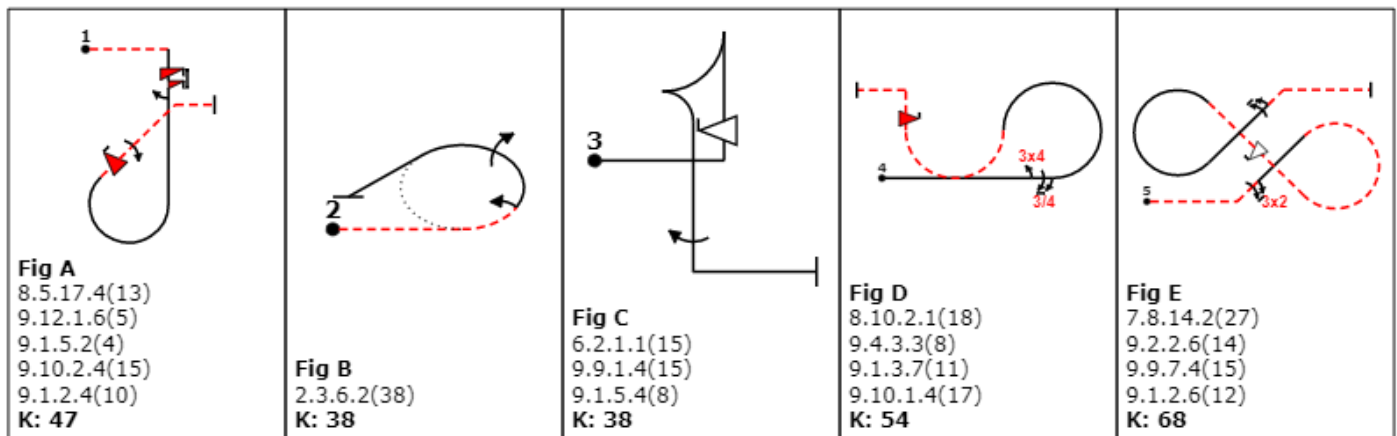 1
Fig A
8.5.17.4(13)
9.12.1.6(5)
9.1.5.2(4)
9.10.2.4(15)
9.1.2.4(10)
K: 47
2
Fig B
2.3.6.2(38)
K: 38
3
Fig C
6.2.1.1(15)
9.9.1.4(15)
9.1.5.4(8)
K: 38
4
3x4
3/4
Fig D
8.10.2.1(18)
9.4.3.3(8)
9.1.3.7(11)
9.10.1.4(17)
K: 54
5
3x2
Fig E
7.8.14.2(27)
9.2.2.6(14)
9.9.7.4(15)
9.1.2.6(12)
K: 68